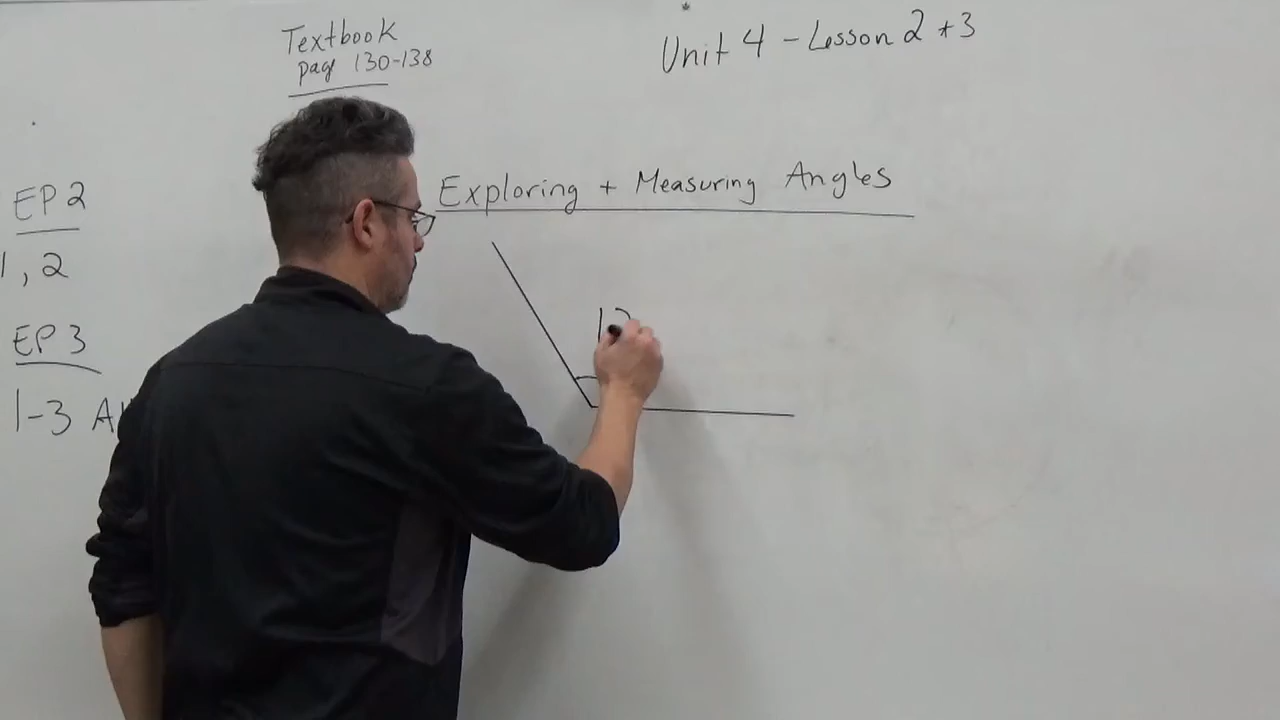 Textbook
page 130-138
Unit 4 - Lesson 2 + 3
Exploring + Measuring Angles
EP 2
1, 2
EP 3
1-3